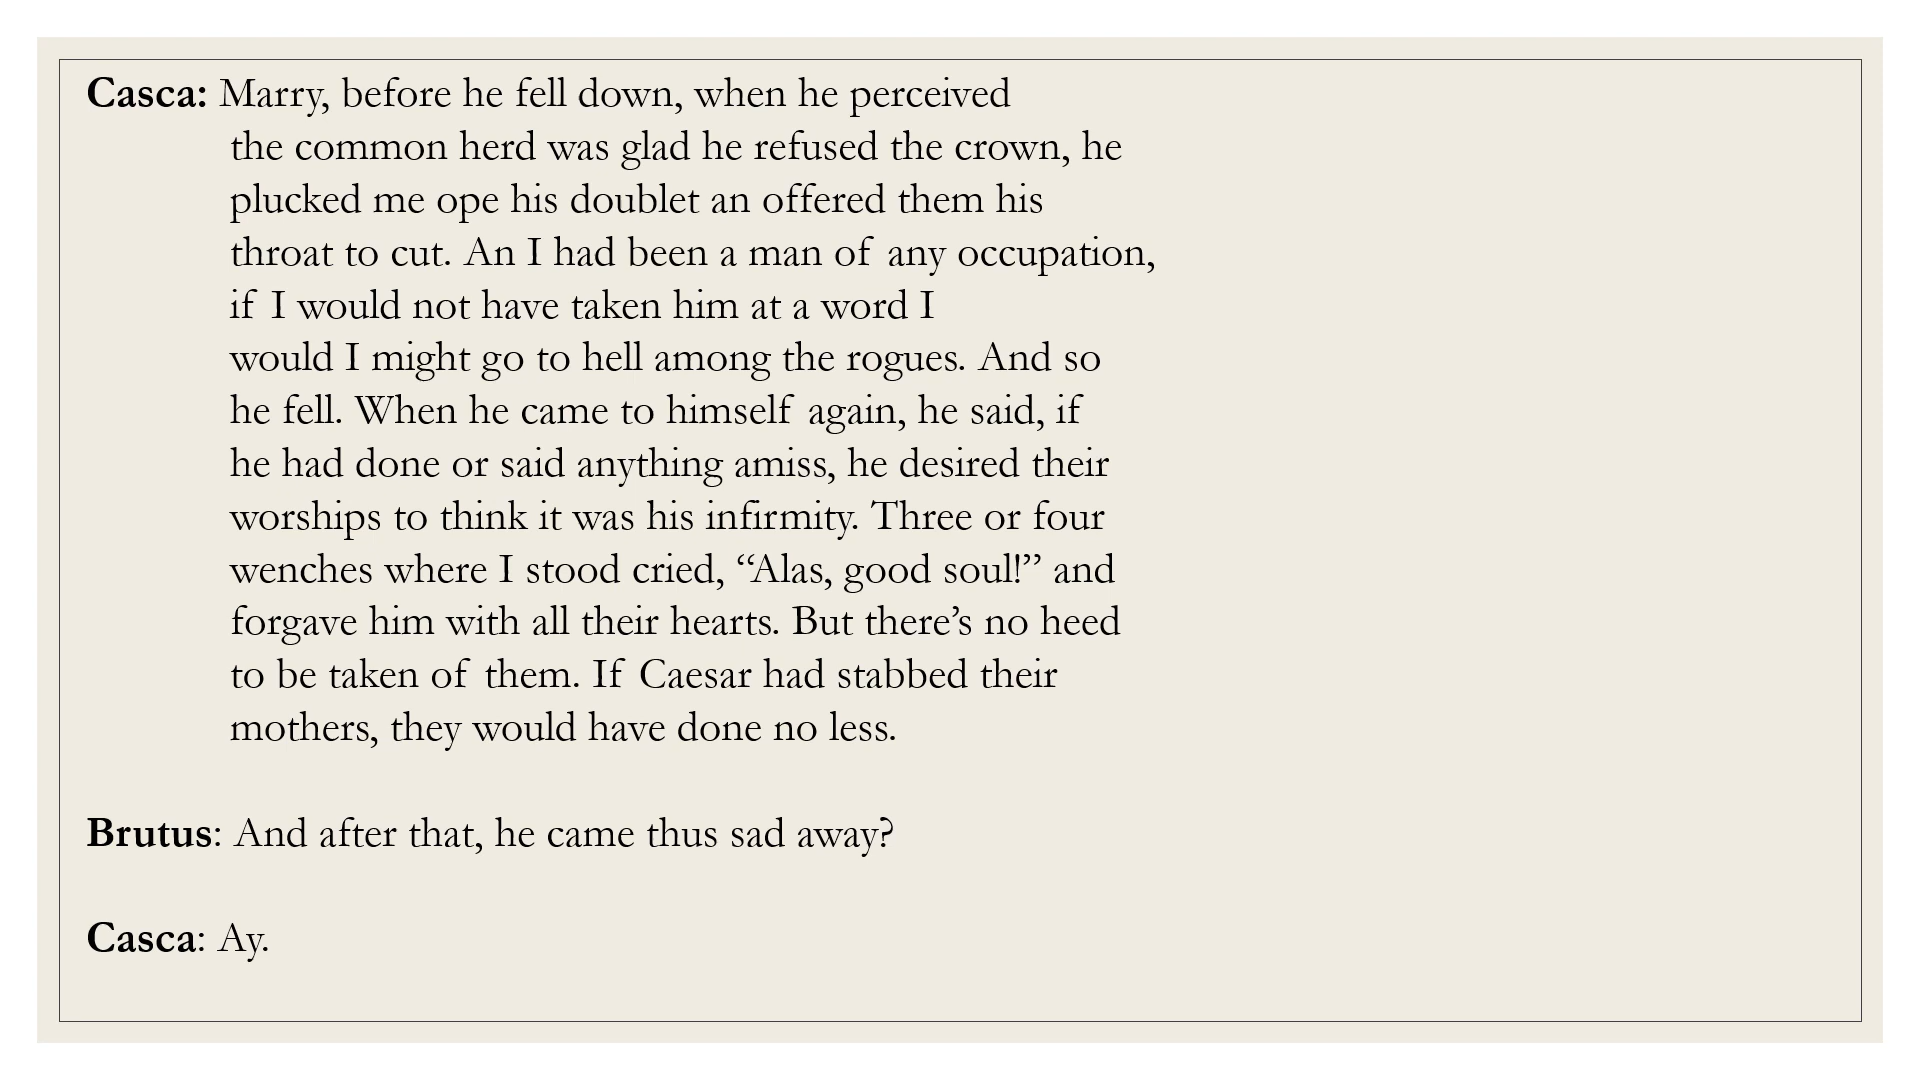 Casca: Marry, before he fell down, when he perceived
the common herd was glad he refused the crown, he
plucked me ope his doublet an offered them his
throat to cut. An I had been a man of any occupation,
if I would not have taken him at a word I
would I might go to hell among the rogues. And so
he fell. When he came to himself again, he said, if
he had done or said anything amiss, he desired their
worships to think it was his infirmity. Three or four
wenches where I stood cried, “Alas, good soul!” and
forgave him with all their hearts. But there’s no heed
to be taken of them. If Caesar had stabbed their
mothers, they would have done no less.
Brutus: And after that, he came thus sad away?
Casca: Ay.